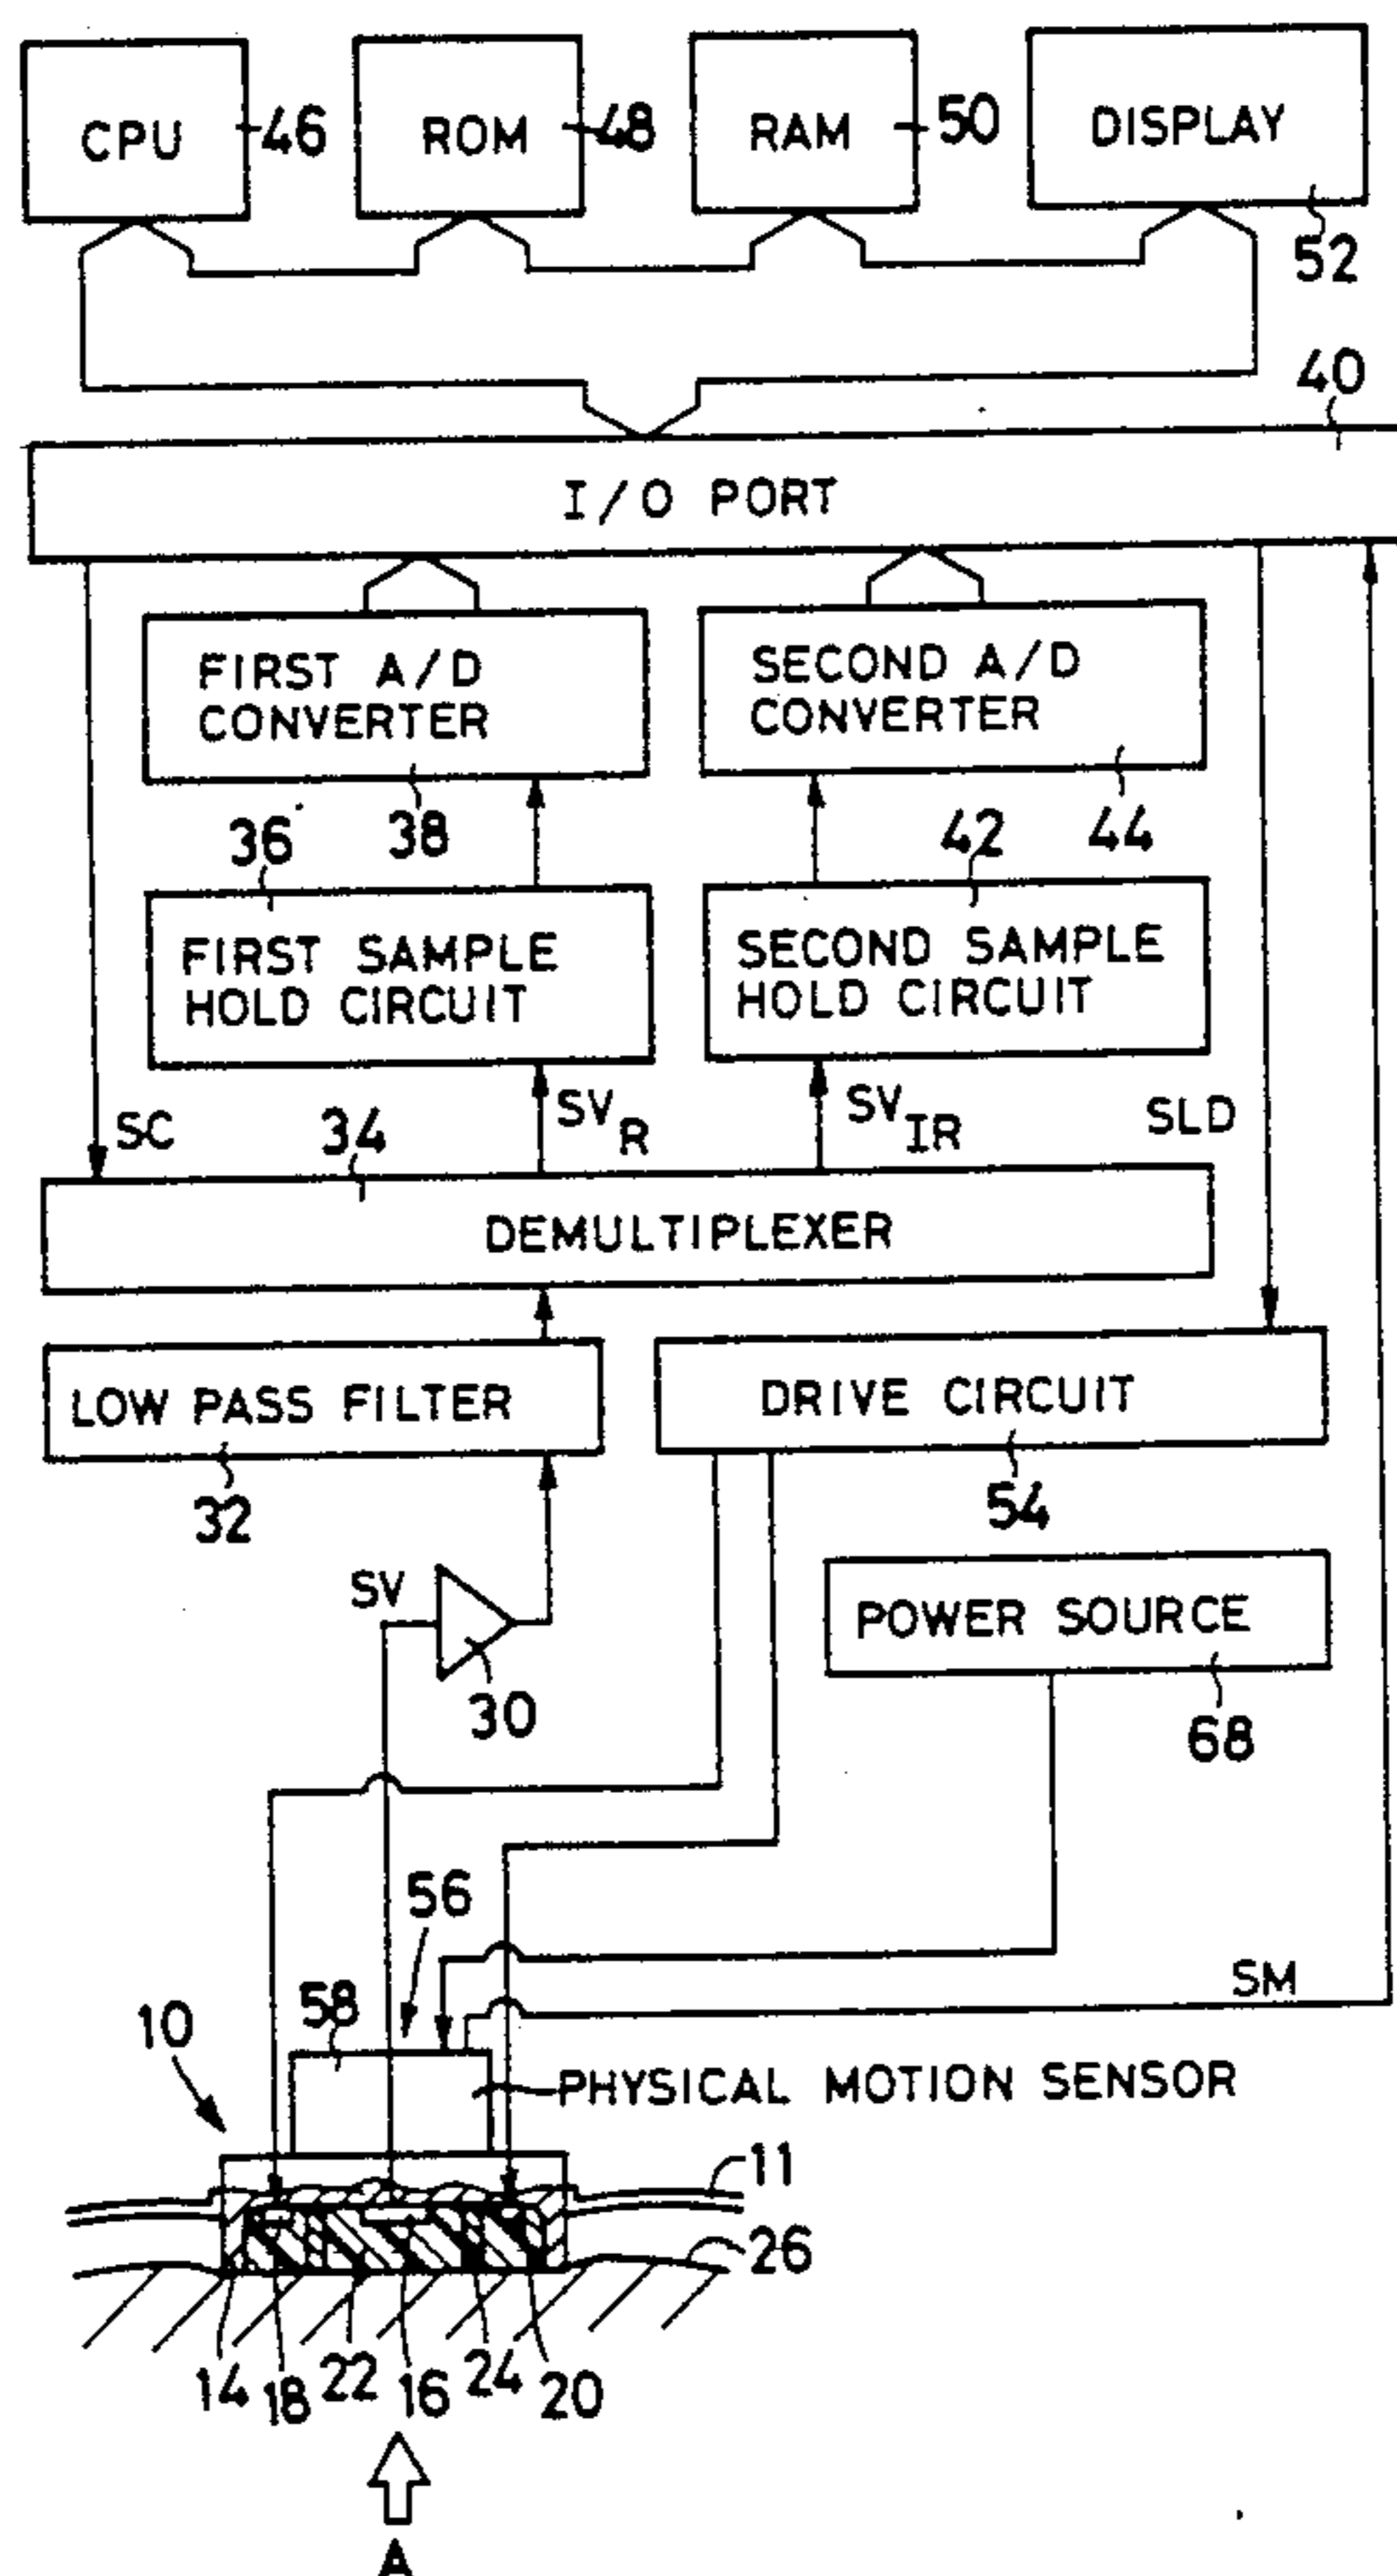 CPU 46 ROM 48 RAM 50 DISPLAY
52
40
I/O PORT
FIRST A/D
CONVERTER
38
SECOND A/D
CONVERTER
44
36
FIRST SAMPLE
HOLD CIRCUIT
42
SECOND SAMPLE
HOLD CIRCUIT
SC
34
SVR
SVIR
SLD
DEMULTIPLEXER
LOW PASS FILTER
32
DRIVE CIRCUIT
54
SV
30
POWER SOURCE
68
56
58
SM
10
PHYSICAL MOTION SENSOR
11
26
14 18 22 16 24 20
A